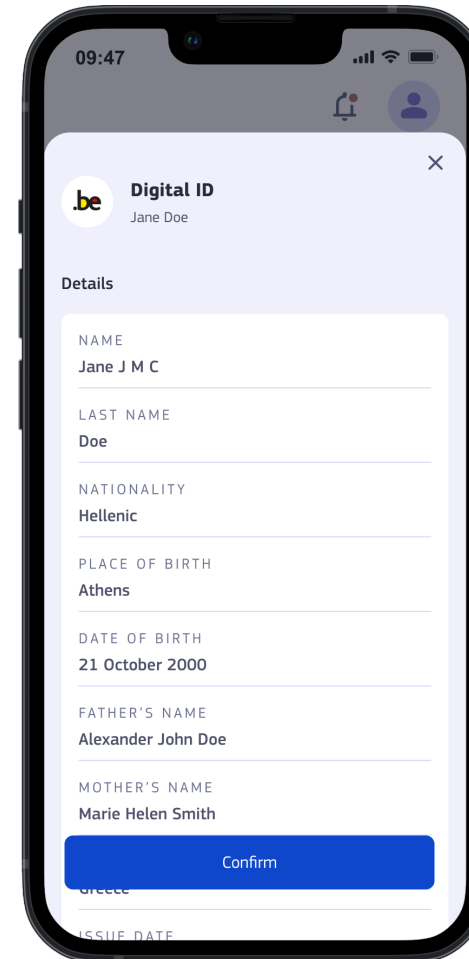 09:47
.be
Digital ID
Jane Doe
Details
NAME
Jane J M C
LAST NAME
Doe
NATIONALITY
Hellenic
PLACE OF BIRTH
Athens
DATE OF BIRTH
21 October 2000
FATHER'S NAME
Alexander John Doe
MOTHER'S NAME
Marie Helen Smith
Confirm
Greece
ISSUE DATE